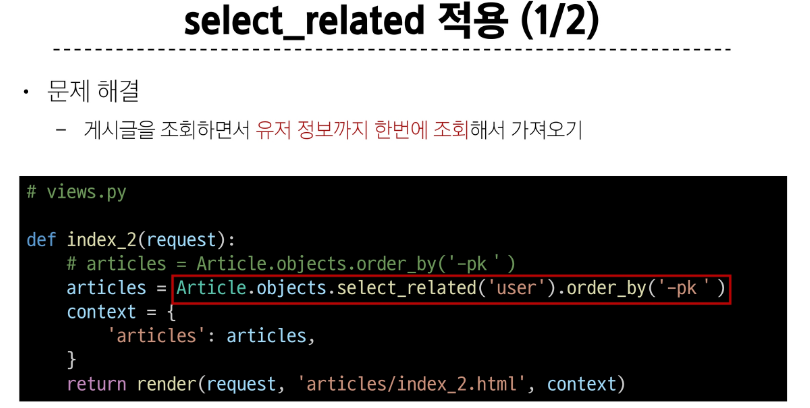 select_related 적용 (1/2)
• 문제 해결
– 게시글을 조회하면서 유저 정보까지 한번에 조회해서 가져오기
# views.py
def index_2(request):
    # articles = Article.objects.order_by('-pk')
    articles = Article.objects.select_related('user').order_by('-pk')
    context = {
        'articles': articles,
    }
    return render(request, 'articles/index_2.html', context)